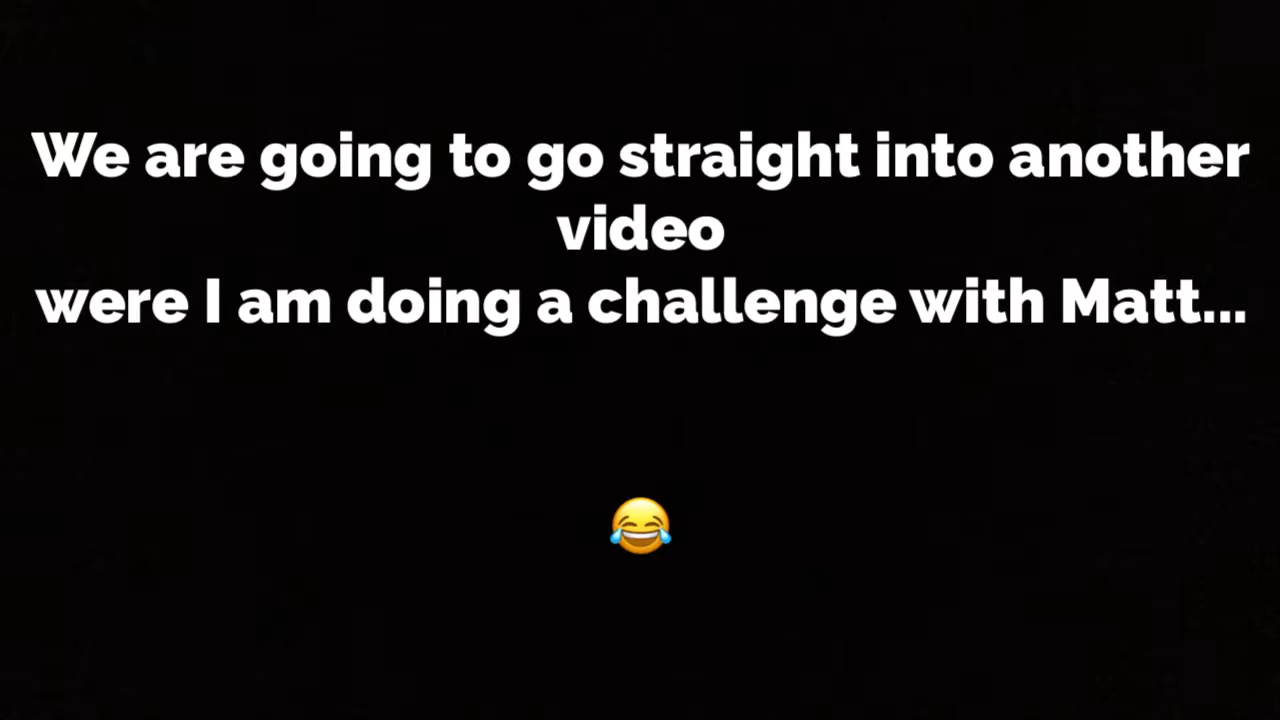 We are going to go straight into another
video
were I am doing a challenge with Matt...
😂